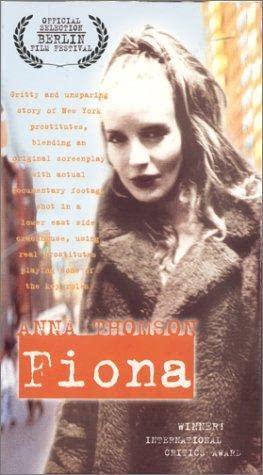 OFFICIAL
SELECTION
BERLIN
FILM FESTIVAL
Gritty and unsparing
story of New York
prostitutes,
blending an
original screenplay
with actual
documentary footage
shot in a
lower east side
crackhouse, using
real prostitutes
playing some of
the key roles
ANNA THOMSON
Fiona
WINNER!
INTERNATIONAL
CRITICS AWARD